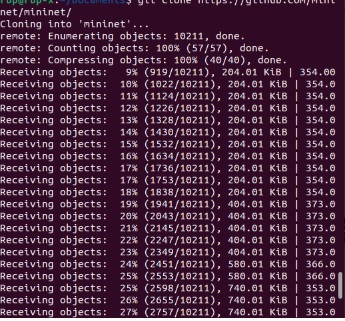 git clone https://github.com/mini
net/mininet/
Cloning into 'mininet'...
remote: Enumerating objects: 10211, done.
remote: Counting objects: 100% (57/57), done.
remote: Compressing objects: 100% (40/40), done.
Receiving objects:   9% (919/10211), 204.01 KiB | 354.00
Receiving objects:  10% (1022/10211), 204.01 KiB | 354.0
Receiving objects:  11% (1124/10211), 204.01 KiB | 354.0
Receiving objects:  12% (1226/10211), 204.01 KiB | 354.0
Receiving objects:  13% (1328/10211), 204.01 KiB | 354.0
Receiving objects:  14% (1430/10211), 204.01 KiB | 354.0
Receiving objects:  15% (1532/10211), 204.01 KiB | 354.0
Receiving objects:  16% (1634/10211), 204.01 KiB | 354.0
Receiving objects:  17% (1736/10211), 204.01 KiB | 354.0
Receiving objects:  17% (1753/10211), 204.01 KiB | 354.0
Receiving objects:  18% (1838/10211), 204.01 KiB | 354.0
Receiving objects:  19% (1941/10211), 404.01 KiB | 373.0
Receiving objects:  20% (2043/10211), 404.01 KiB | 373.0
Receiving objects:  21% (2145/10211), 404.01 KiB | 373.0
Receiving objects:  22% (2247/10211), 404.01 KiB | 373.0
Receiving objects:  23% (2349/10211), 404.01 KiB | 373.0
Receiving objects:  24% (2451/10211), 580.01 KiB | 366.0
Receiving objects:  25% (2553/10211), 580.01 KiB | 366.0
Receiving objects:  25% (2598/10211), 740.01 KiB | 353.0
Receiving objects:  26% (2655/10211), 740.01 KiB | 353.0
Receiving objects:  27% (2757/10211), 740.01 KiB | 353.0